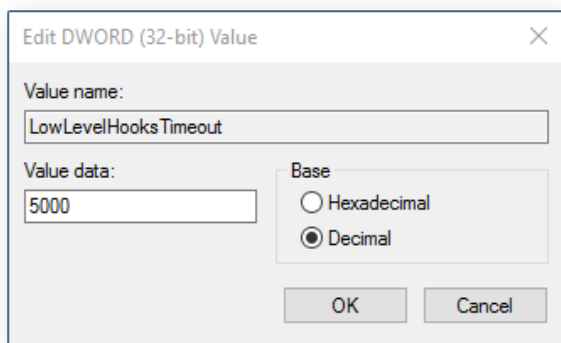 Edit DWORD (32-bit) Value
Value name:
LowLevelHooksTimeout
Value data:
5000
Base
Hexadecimal
Decimal
OK
Cancel